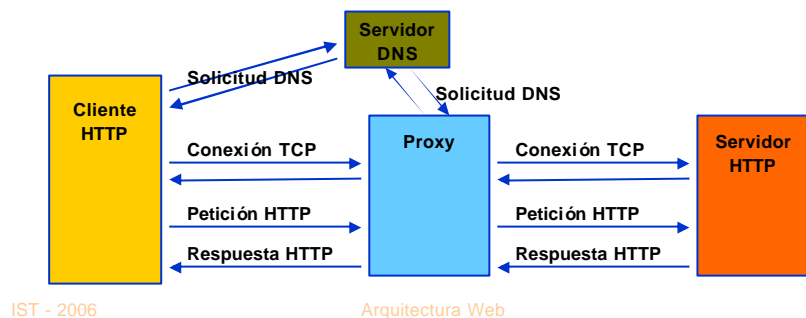 Servidor
DNS
Solicitud DNS
Solicitud DNS
Cliente
HTTP
Proxy
Servidor
HTTP
Conexión TCP
Conexión TCP
Petición HTTP
Petición HTTP
Respuesta HTTP
Respuesta HTTP
IST - 2006
Arquitectura Web